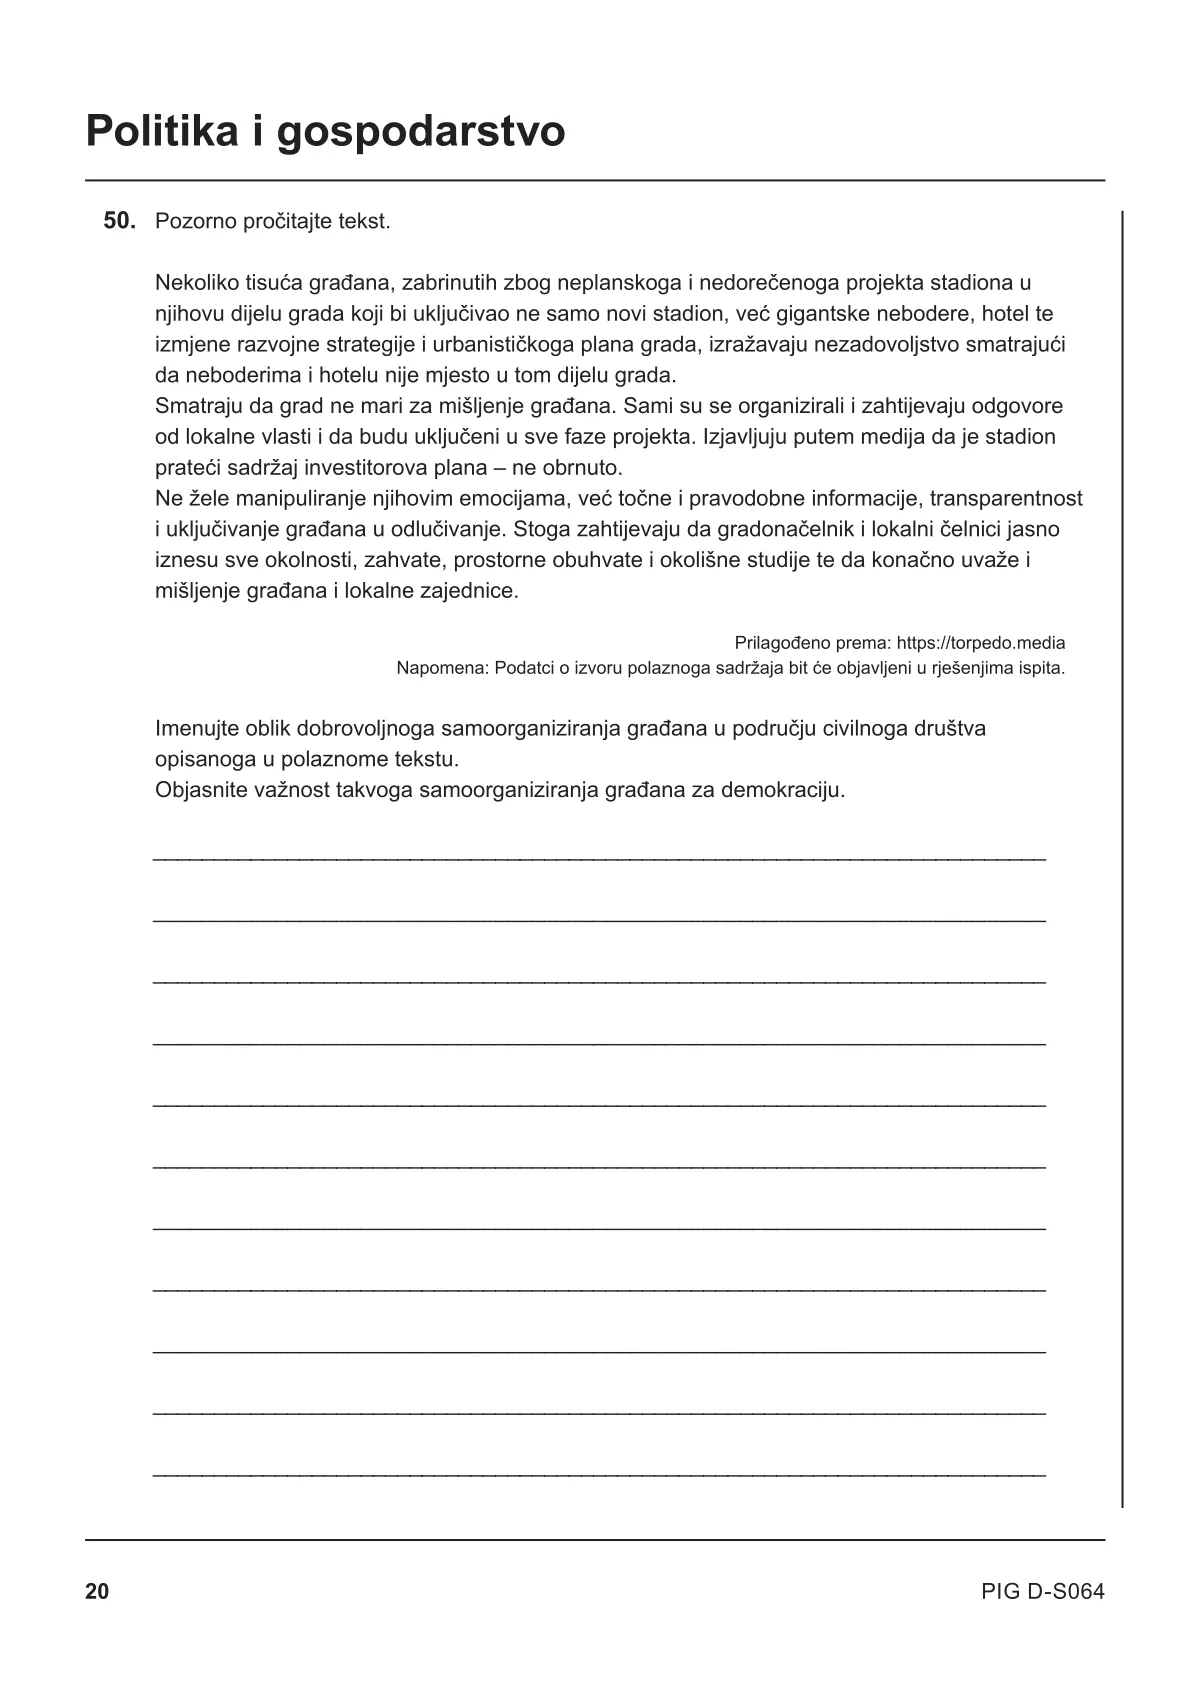 Politika i gospodarstvo
50. Pozorno pročitajte tekst.
Nekoliko tisuća građana, zabrinutih zbog neplanskoga i nedorečenoga projekta stadiona u
njihovu dijelu grada koji bi uključivao ne samo novi stadion, već gigantske nebodere, hotel te
izmjene razvojne strategije i urbanističkoga plana grada, izražavaju nezadovoljstvo smatrajući
da neboderima i hotelu nije mjesto u tom dijelu grada.
Smatraju da grad ne mari za mišljenje građana. Sami su se organizirali i zahtijevaju odgovore
od lokalne vlasti i da budu uključeni u sve faze projekta. Izjavljuju putem medija da je stadion
prateći sadržaj investitorova plana – ne obrnuto.
Ne žele manipuliranje njihovim emocijama, već točne i pravodobne informacije, transparentnost
i uključivanje građana u odlučivanje. Stoga zahtijevaju da gradonačelnik i lokalni čelnici jasno
iznesu sve okolnosti, zahvate, prostorne obuhvate i okolišne studije te da konačno uvaže i
mišljenje građana i lokalne zajednice.
Prilagođeno prema: https://torpedo.media
Napomena: Podatci o izvoru polaznoga sadržaja bit će objavljeni u rješenjima ispita.
Imenujte oblik dobrovoljnoga samoorganiziranja građana u području civilnoga društva
opisanoga u polaznome tekstu.
Objasnite važnost takvoga samoorganiziranja građana za demokraciju.
20
PIG D-S064